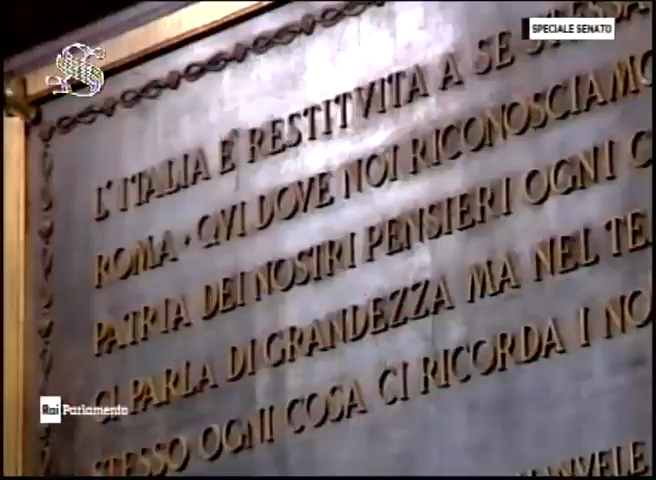 SPECIALE SENATO
L'ITALIA È RESTITVITA A SE STESSA
ROMA · QVI DOVE NOI RICONOSCIAMO
PATRIA DEI NOSTRI PENSIERI OGNI
CI PARLA DI GRANDEZZA MA NEL
STESSO OGNI COSA CI RICORDA I
Rai Parlamento